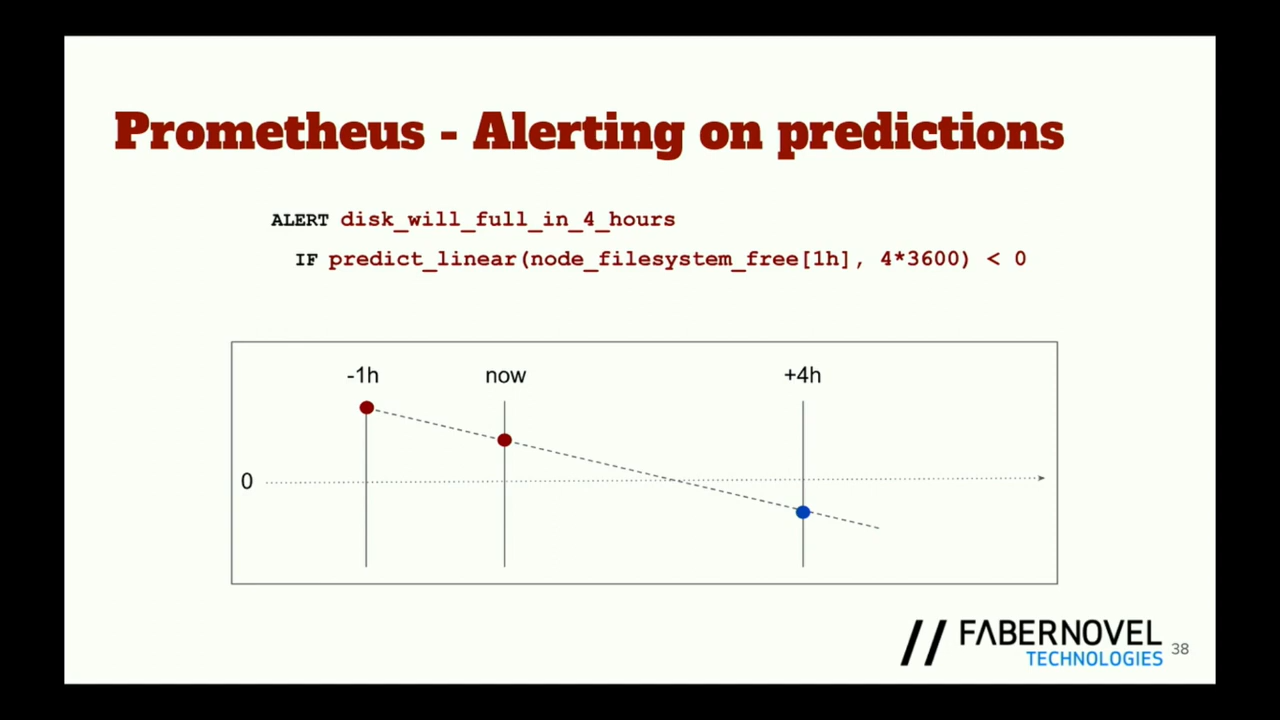 Prometheus - Alerting on predictions
ALERT disk_will_full_in_4_hours
IF predict_linear(node_filesystem_free[1h], 4*3600) < 0
-1h now +4h
0
// FABERNOVEL
TECHNOLOGIES 38